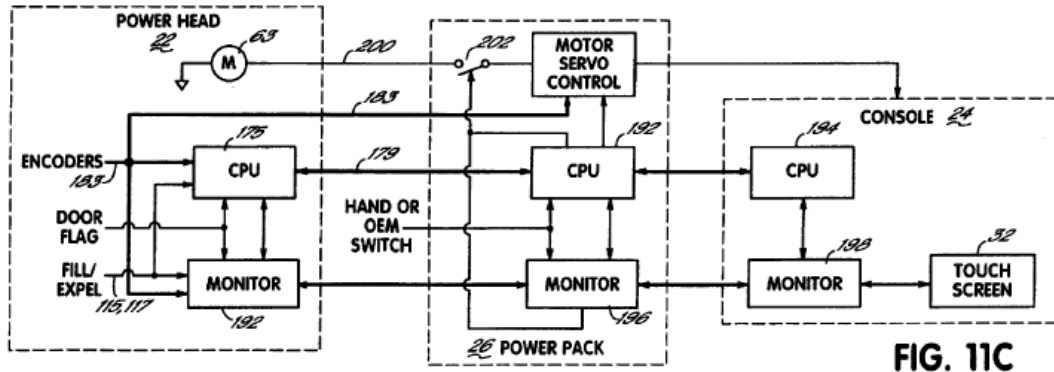 POWER HEAD
22
63
M
200
202
MOTOR
SERVO
CONTROL
183
CONSOLE 24
175
192
194
ENCODERS
183
CPU
179
CPU
CPU
DOOR
FLAG
HAND OR
OEM
SWITCH
198
32
FILL/
EXPEL
MONITOR
MONITOR
MONITOR
TOUCH
SCREEN
115,117
192
196
26 POWER PACK
FIG. 11C